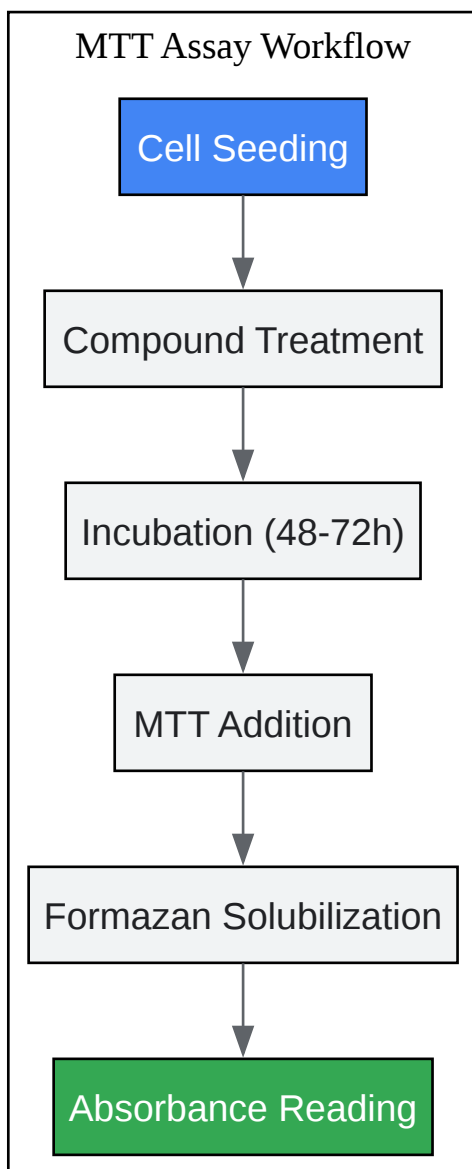 MTT Assay Workflow
Cell Seeding
Compound Treatment
Incubation (48-72h)
MTT Addition
Formazan Solubilization
Absorbance Reading